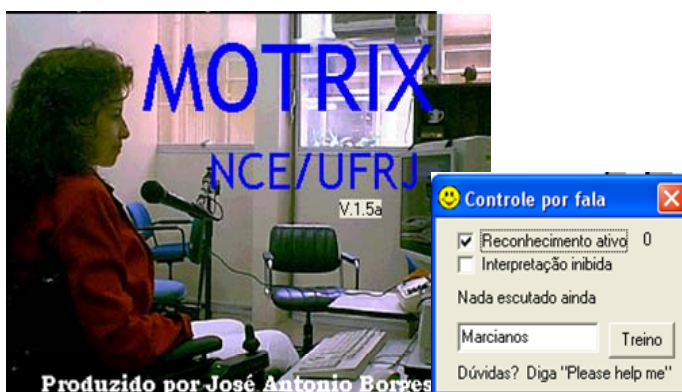 MOTRIX
NCE/UFRJ
V.1.5a
Produzido por José Antonio Borges
Controle por fala
Reconhecimento ativo 0
Interpretação inibida
Nada escutado ainda
Marcianos
Treino
Dúvidas? Diga "Please help me"